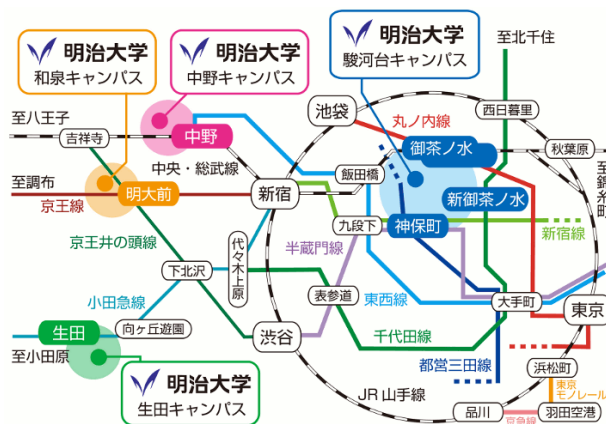 明治大学
和泉キャンパス
明治大学
中野キャンパス
明治大学
駿河台キャンパス
至北千住
至八王子
吉祥寺
中野
池袋
丸ノ内線
西日暮里
御茶ノ水
秋葉原
中央・総武線
飯田橋
至錦糸町
至調布
京王線
明大前
新宿
新御茶ノ水
九段下
神保町
新宿線
京王井の頭線
代々木上原
半蔵門線
下北沢
小田急線
表参道
東西線
大手町
東京
生田
向ヶ丘遊園
渋谷
千代田線
至小田原
都営三田線
浜松町
明治大学
生田キャンパス
JR山手線
東京
モノレール
品川
京急線
羽田空港